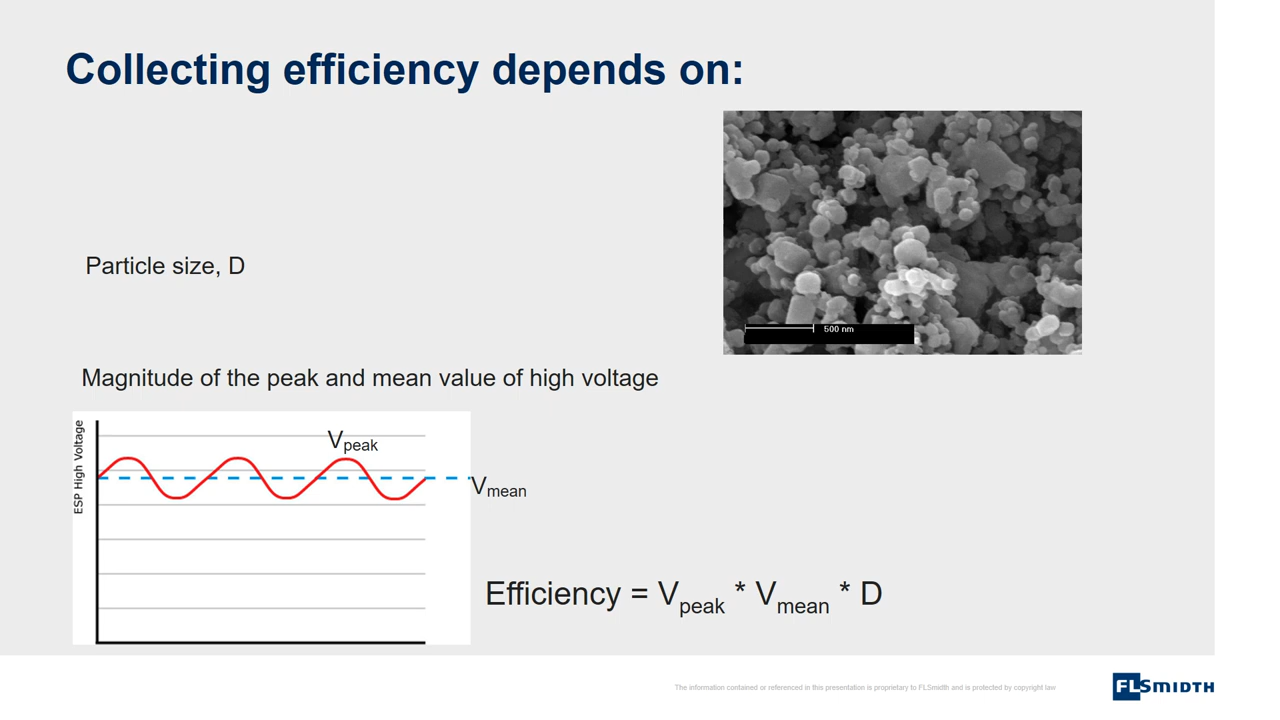 Collecting efficiency depends on:
500 nm
Particle size, D
Magnitude of the peak and mean value of high voltage
ESP High Voltage
Vpeak
Vmean
Efficiency = Vpeak * Vmean * D
The information contained or referenced in this presentation is proprietary to FLSmidth and is protected by copyright law
FLSMIDTH